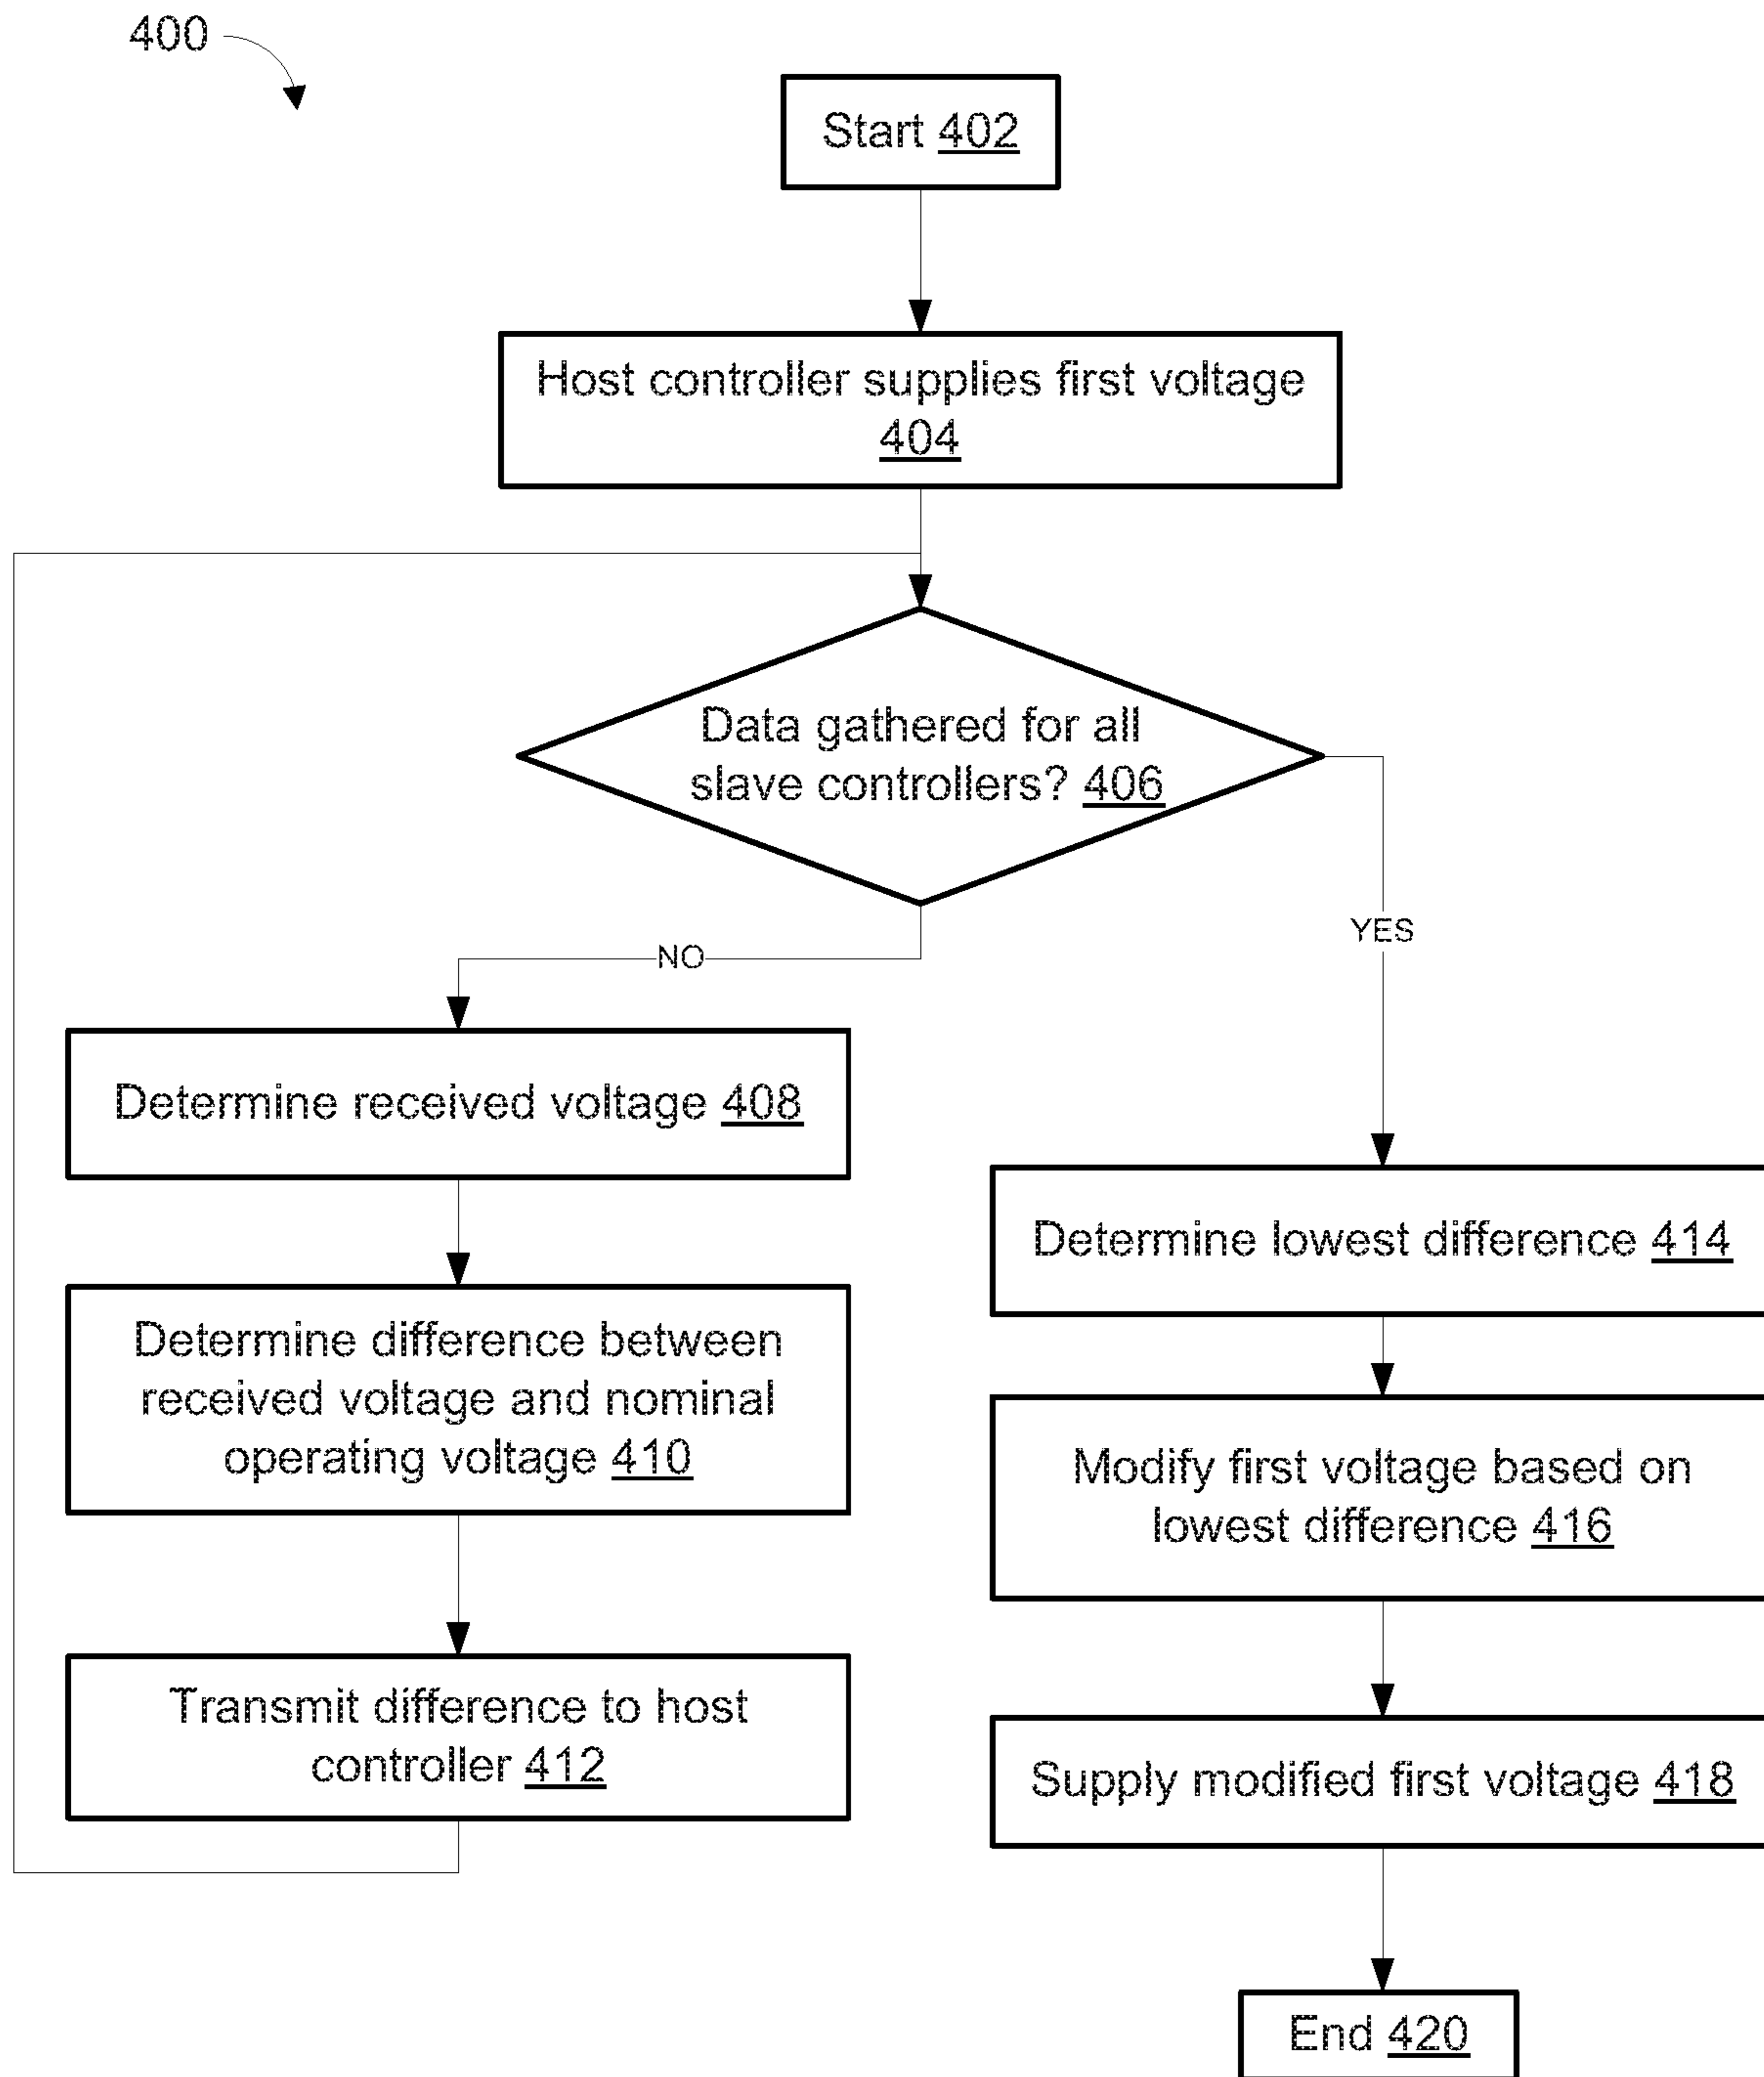 400
Start 402
Host controller supplies first voltage
404
Data gathered for all
slave controllers? 406
NO
YES
Determine received voltage 408
Determine difference between
received voltage and nominal
operating voltage 410
Transmit difference to host
controller 412
Determine lowest difference 414
Modify first voltage based on
lowest difference 416
Supply modified first voltage 418
End 420